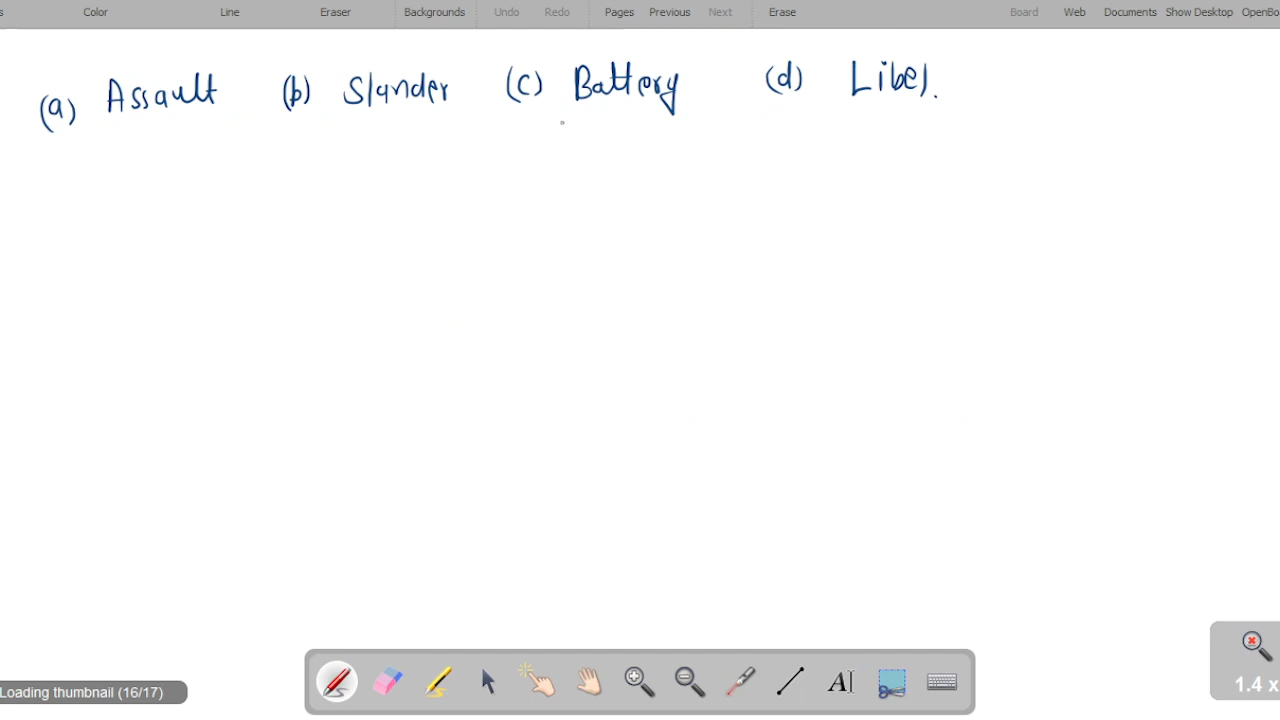 Color Line Eraser Backgrounds Undo Redo Pages Previous Next Erase Board Web Documents Show Desktop
(a) Assault (b) Slander (c) Battery (d) Libel.
Loading thumbnail (16/17)
1.4 x